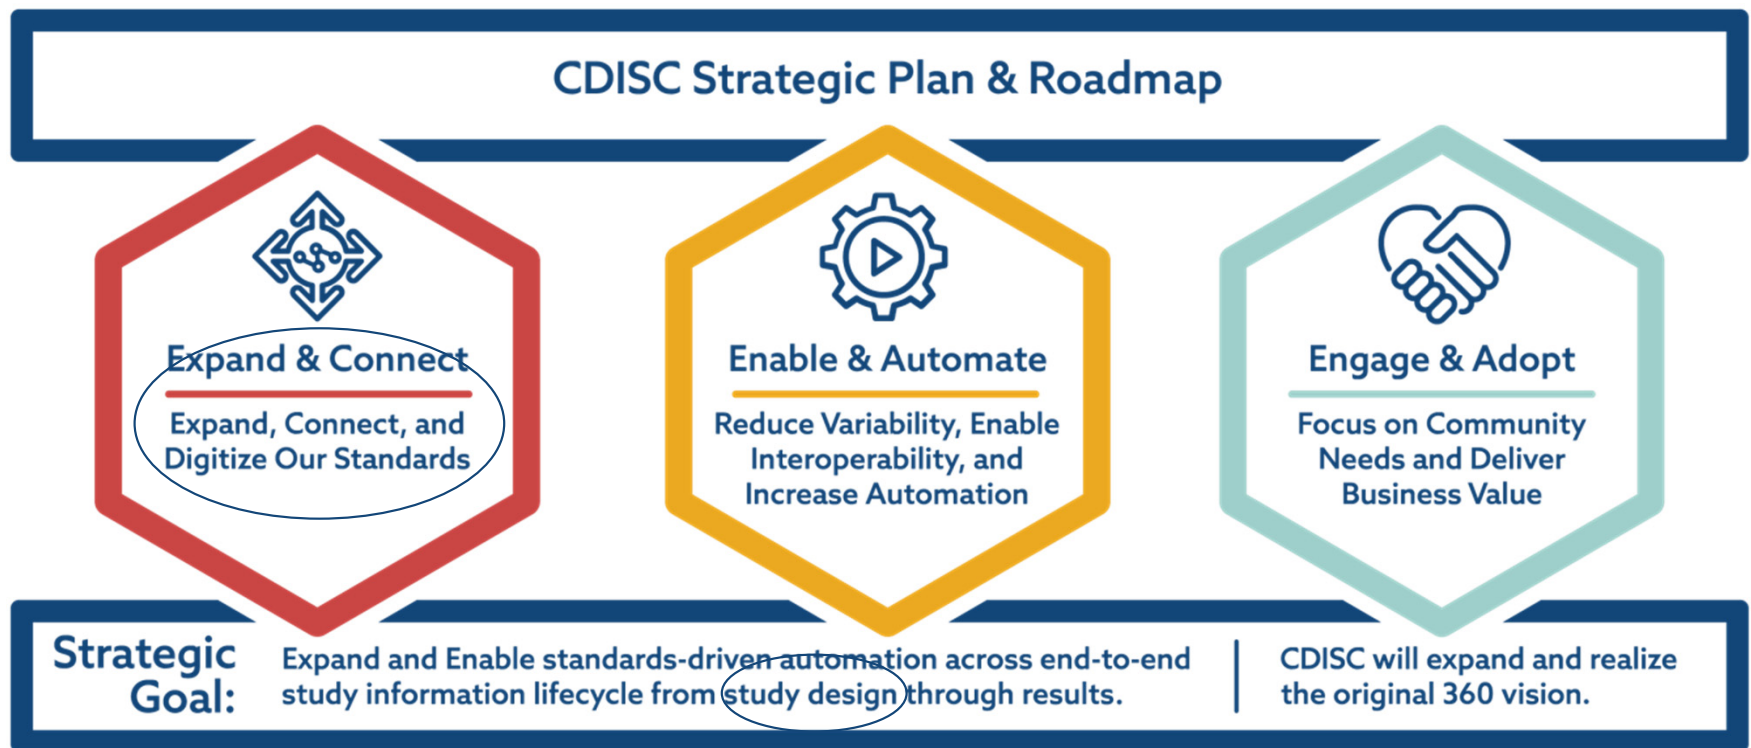 CDISC Strategic Plan & Roadmap
Expand & Connect
Expand, Connect, and
Digitize Our Standards
Enable & Automate
Reduce Variability, Enable
Interoperability, and
Increase Automation
Engage & Adopt
Focus on Community
Needs and Deliver
Business Value
Strategic
Goal:
Expand and Enable standards-driven automation across end-to-end
study information lifecycle from study design through results.
CDISC will expand and realize
the original 360 vision.